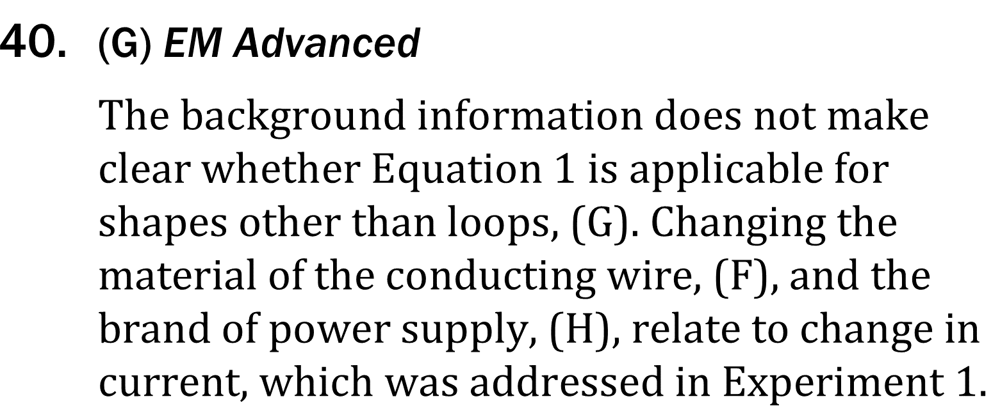 40. (G) EM Advanced
The background information does not make
clear whether Equation 1 is applicable for
shapes other than loops, (G). Changing the
material of the conducting wire, (F), and the
brand of power supply, (H), relate to change in
current, which was addressed in Experiment 1.